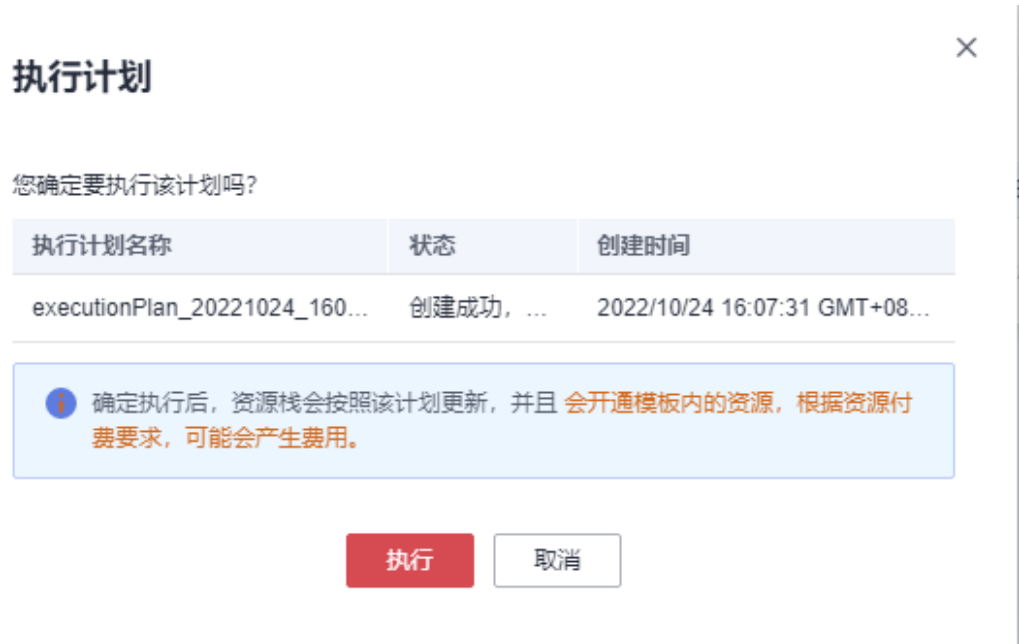 执行计划
您确定要执行该计划吗?
执行计划名称 状态 创建时间
executionPlan_20221024_160... 创建成功, ... 2022/10/24 16:07:31 GMT+08...
确定执行后,资源栈会按照该计划更新,并且 会开通模板内的资源,根据资源付
费要求,可能会产生费用。
执行 取消